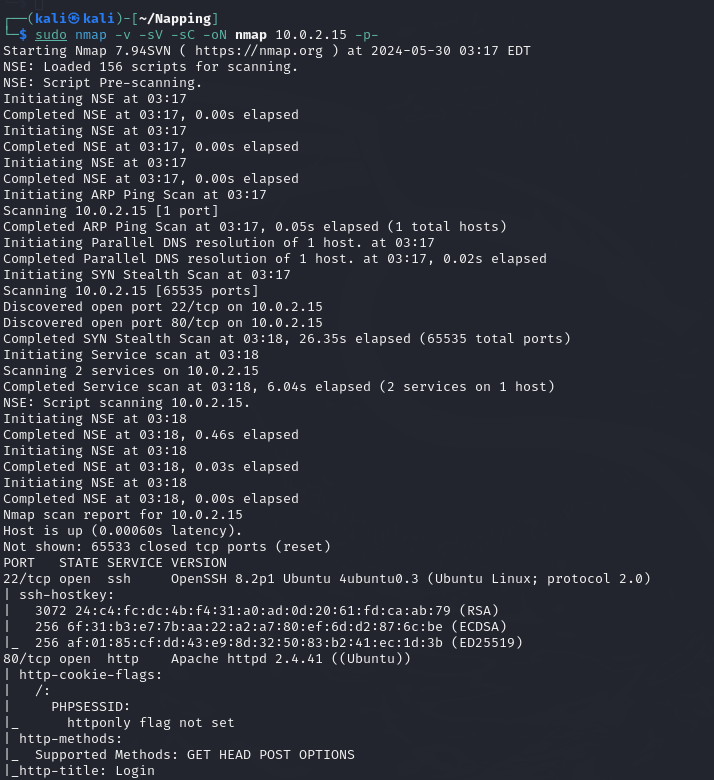 ┌──(kali㉿kali)-[~/Napping]
└─$ sudo nmap -v -sV -sC -oN nmap 10.0.2.15 -p-
Starting Nmap 7.94SVN ( https://nmap.org ) at 2024-05-30 03:17 EDT
NSE: Loaded 156 scripts for scanning.
NSE: Script Pre-scanning.
Initiating NSE at 03:17
Completed NSE at 03:17, 0.00s elapsed
Initiating NSE at 03:17
Completed NSE at 03:17, 0.00s elapsed
Initiating NSE at 03:17
Completed NSE at 03:17, 0.00s elapsed
Initiating ARP Ping Scan at 03:17
Scanning 10.0.2.15 [1 port]
Completed ARP Ping Scan at 03:17, 0.05s elapsed (1 total hosts)
Initiating Parallel DNS resolution of 1 host. at 03:17
Completed Parallel DNS resolution of 1 host. at 03:17, 0.02s elapsed
Initiating SYN Stealth Scan at 03:17
Scanning 10.0.2.15 [65535 ports]
Discovered open port 22/tcp on 10.0.2.15
Discovered open port 80/tcp on 10.0.2.15
Completed SYN Stealth Scan at 03:18, 26.35s elapsed (65535 total ports)
Initiating Service scan at 03:18
Scanning 2 services on 10.0.2.15
Completed Service scan at 03:18, 6.04s elapsed (2 services on 1 host)
NSE: Script scanning 10.0.2.15.
Initiating NSE at 03:18
Completed NSE at 03:18, 0.46s elapsed
Initiating NSE at 03:18
Completed NSE at 03:18, 0.03s elapsed
Initiating NSE at 03:18
Completed NSE at 03:18, 0.00s elapsed
Nmap scan report for 10.0.2.15
Host is up (0.00060s latency).
Not shown: 65533 closed tcp ports (reset)
PORT   STATE SERVICE VERSION
22/tcp open  ssh     OpenSSH 8.2p1 Ubuntu 4ubuntu0.3 (Ubuntu Linux; protocol 2.0)
| ssh-hostkey:
|   3072 24:c4:fc:dc:4b:f4:31:a0:ad:0d:20:61:fd:ca:ab:79 (RSA)
|   256 6f:31:b3:e7:7b:aa:22:a2:a7:80:ef:6d:d2:87:6c:be (ECDSA)
|_  256 af:01:85:cf:dd:43:e9:8d:32:50:83:b2:41:ec:1d:3b (ED25519)
80/tcp open  http    Apache httpd 2.4.41 ((Ubuntu))
| http-cookie-flags:
|   /:
|     PHPSESSID:
|_      httponly flag not set
| http-methods:
|_  Supported Methods: GET HEAD POST OPTIONS
|_http-title: Login